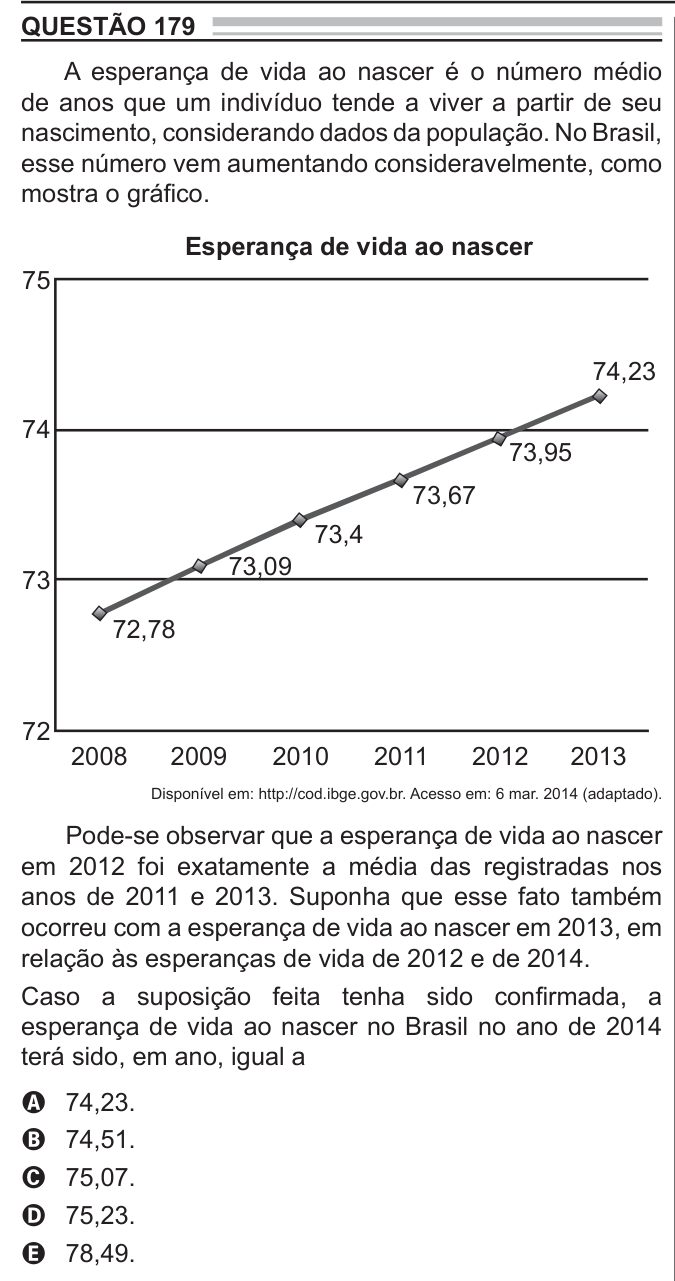 QUESTÃO 179
A esperança de vida ao nascer é o número médio
de anos que um indivíduo tende a viver a partir de seu
nascimento, considerando dados da população. No Brasil,
esse número vem aumentando consideravelmente, como
mostra o gráfico.
Esperança de vida ao nascer
75
74,23
74
73,95
73,67
73,4
73,09
73
72,78
72
2008 2009 2010 2011 2012 2013
Disponível em: http://cod.ibge.gov.br. Acesso em: 6 mar. 2014 (adaptado).
Pode-se observar que a esperança de vida ao nascer
em 2012 foi exatamente a média das registradas nos
anos de 2011 e 2013. Suponha que esse fato também
ocorreu com a esperança de vida ao nascer em 2013, em
relação às esperanças de vida de 2012 e de 2014.
Caso a suposição feita tenha sido confirmada, a
esperança de vida ao nascer no Brasil no ano de 2014
terá sido, em ano, igual a
A 74,23.
B 74,51.
C 75,07.
D 75,23.
E 78,49.